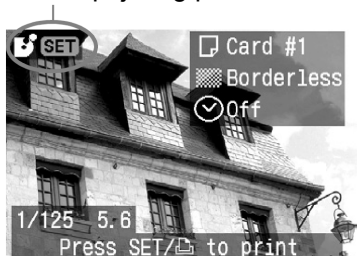 SET
Card #1
Borderless
Off
1/125 5.6
Press SET/ to print